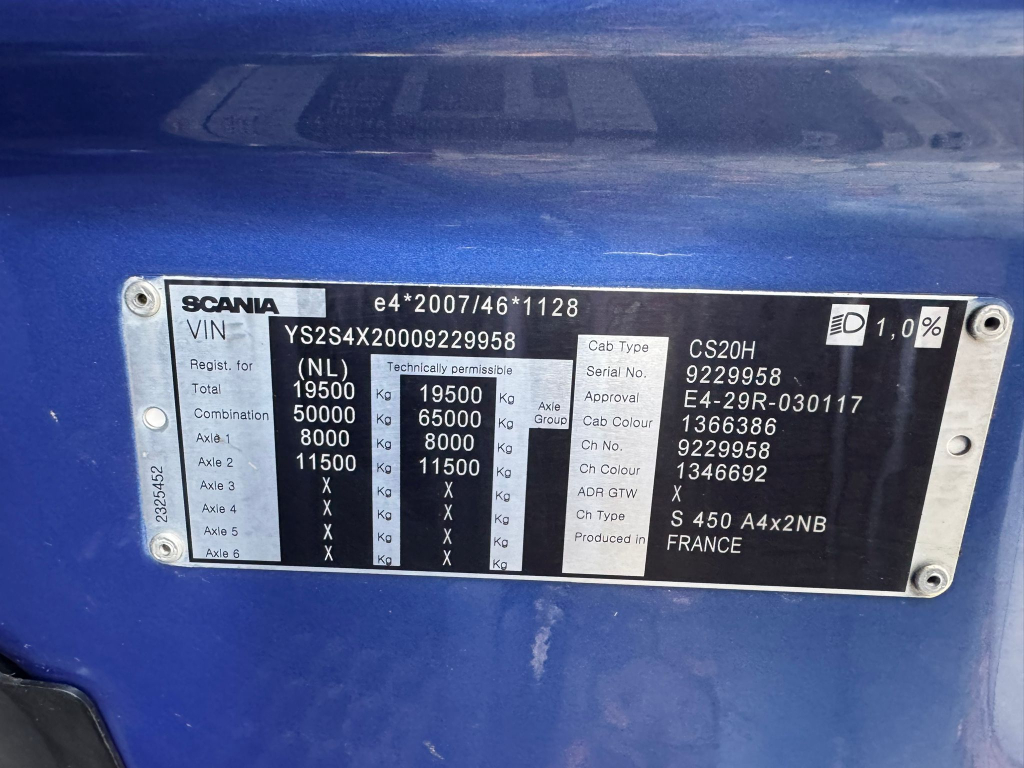 SCANIA e4*2007/46*1128
VIN YS2S4X20009229958 1,0%
Regist. for (NL) Technically permissible
Total 19500 Kg 19500 Kg
Combination 50000 Kg 65000 Kg
Axle 1 8000 Kg 8000 Kg
Axle 2 11500 Kg 11500 Kg
Axle 3 X Kg X Kg
Axle 4 X Kg X Kg
Axle 5 X Kg X Kg
Axle 6 X Kg X Kg
Axle
Group
Cab Type CS20H
Serial No. 9229958
Approval E4-29R-030117
Cab Colour 1366386
Ch No. 9229958
Ch Colour 1346692
ADR GTW X
Ch Type S 450 A4x2NB
Produced in FRANCE
2325452